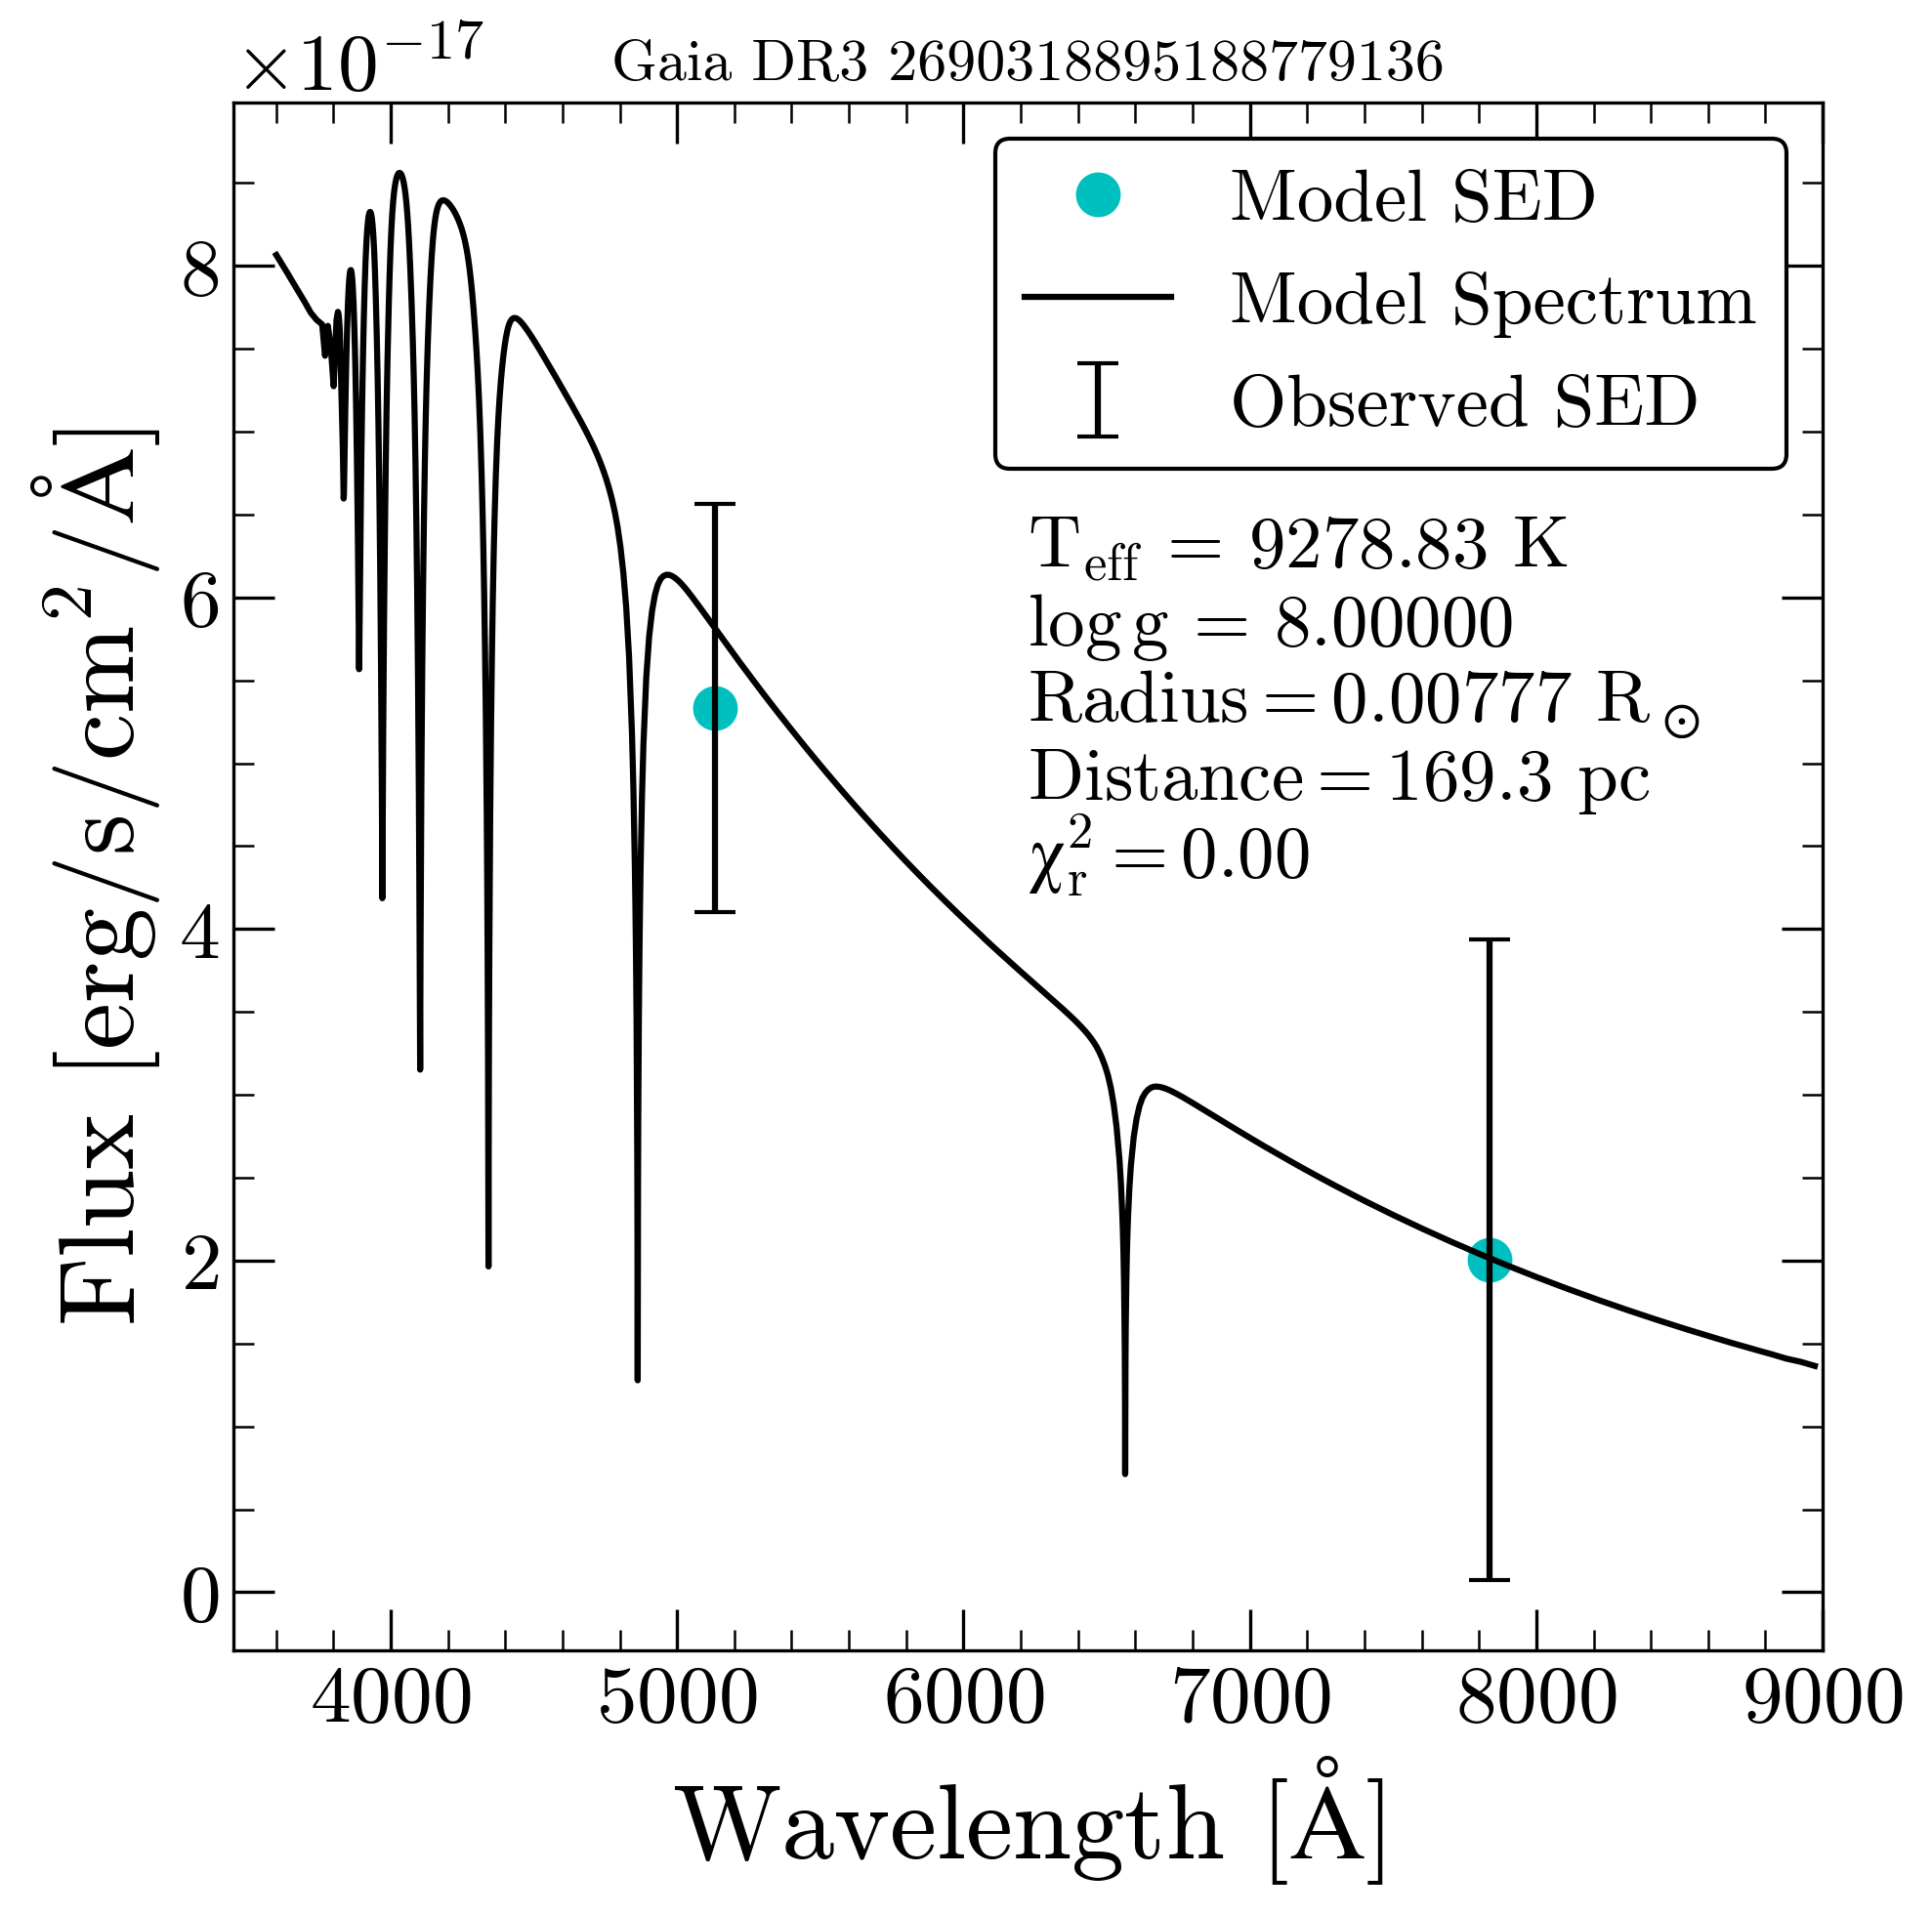 ×10⁻¹⁷
Gaia DR3 2690318895188779136
Model SED
Model Spectrum
Observed SED
T_eff = 9278.83 K
log g = 8.00000
Radius = 0.00777 R_⊙
Distance = 169.3 pc
χ²_r = 0.00
Flux [erg/s/cm²/Å]
8
6
4
2
0
4000 5000 6000 7000 8000 9000
Wavelength [Å]